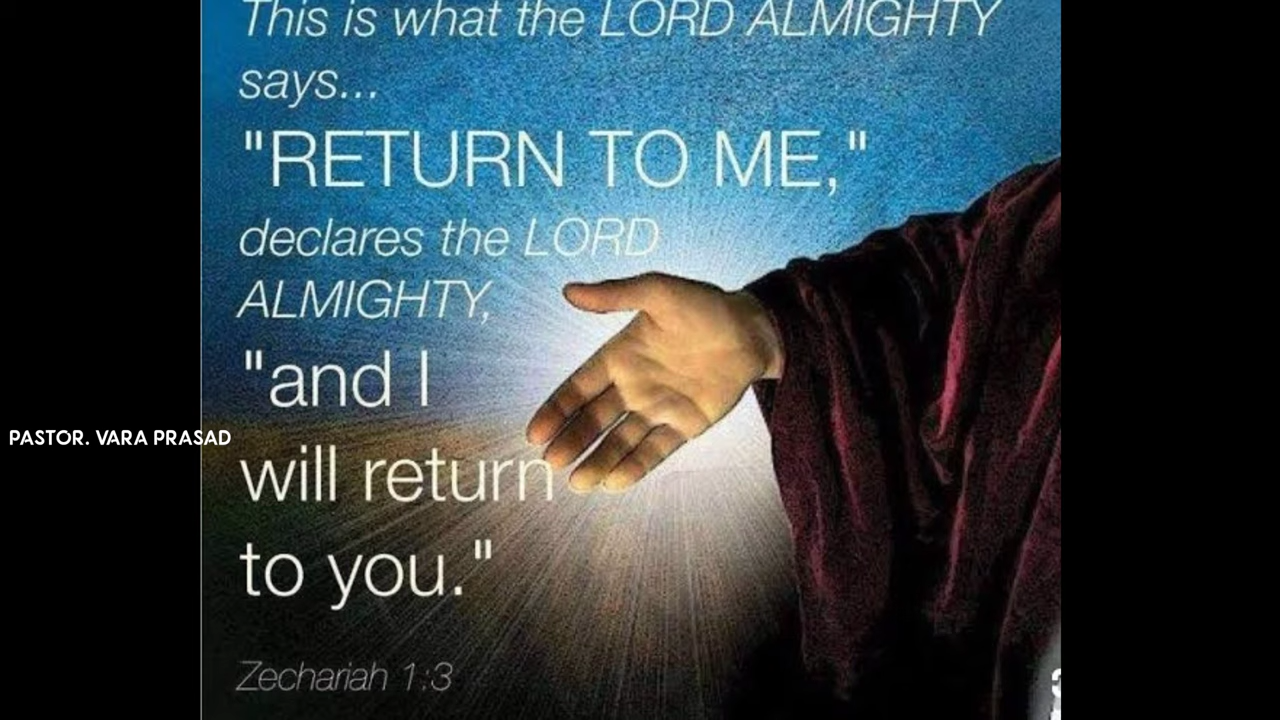 This is what the LORD ALMIGHTY
says...
"RETURN TO ME,"
declares the LORD
ALMIGHTY,
"and I
will return
to you."
Zechariah 1:3
PASTOR. VARA PRASAD